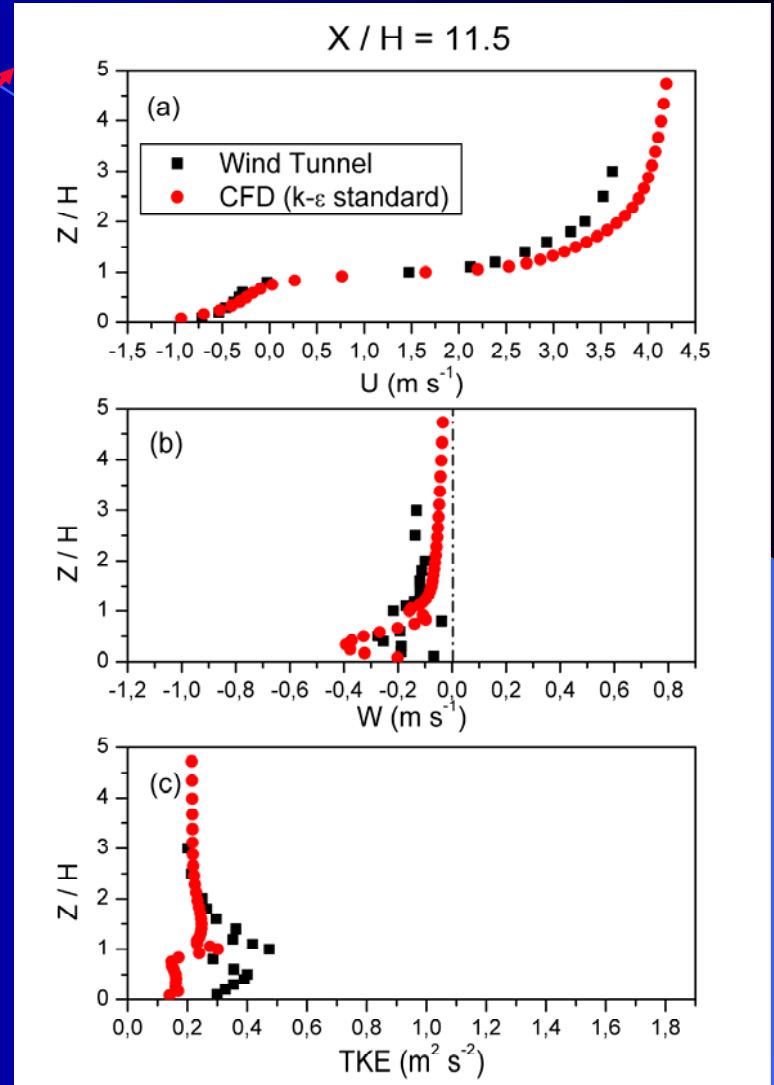 X / H = 11.5
5
4
3
2
1
0
Z / H
(a)
Wind Tunnel
CFD (k-ε standard)
-1,5 -1,0 -0,5 0,0 0,5 1,0 1,5 2,0 2,5 3,0 3,5 4,0 4,5
U (m s⁻¹)
5
4
3
2
1
0
Z / H
(b)
-1,2 -1,0 -0,8 -0,6 -0,4 -0,2 0,0 0,2 0,4 0,6 0,8
W (m s⁻¹)
5
4
3
2
1
0
Z / H
(c)
0,0 0,2 0,4 0,6 0,8 1,0 1,2 1,4 1,6 1,8
TKE (m² s⁻²)